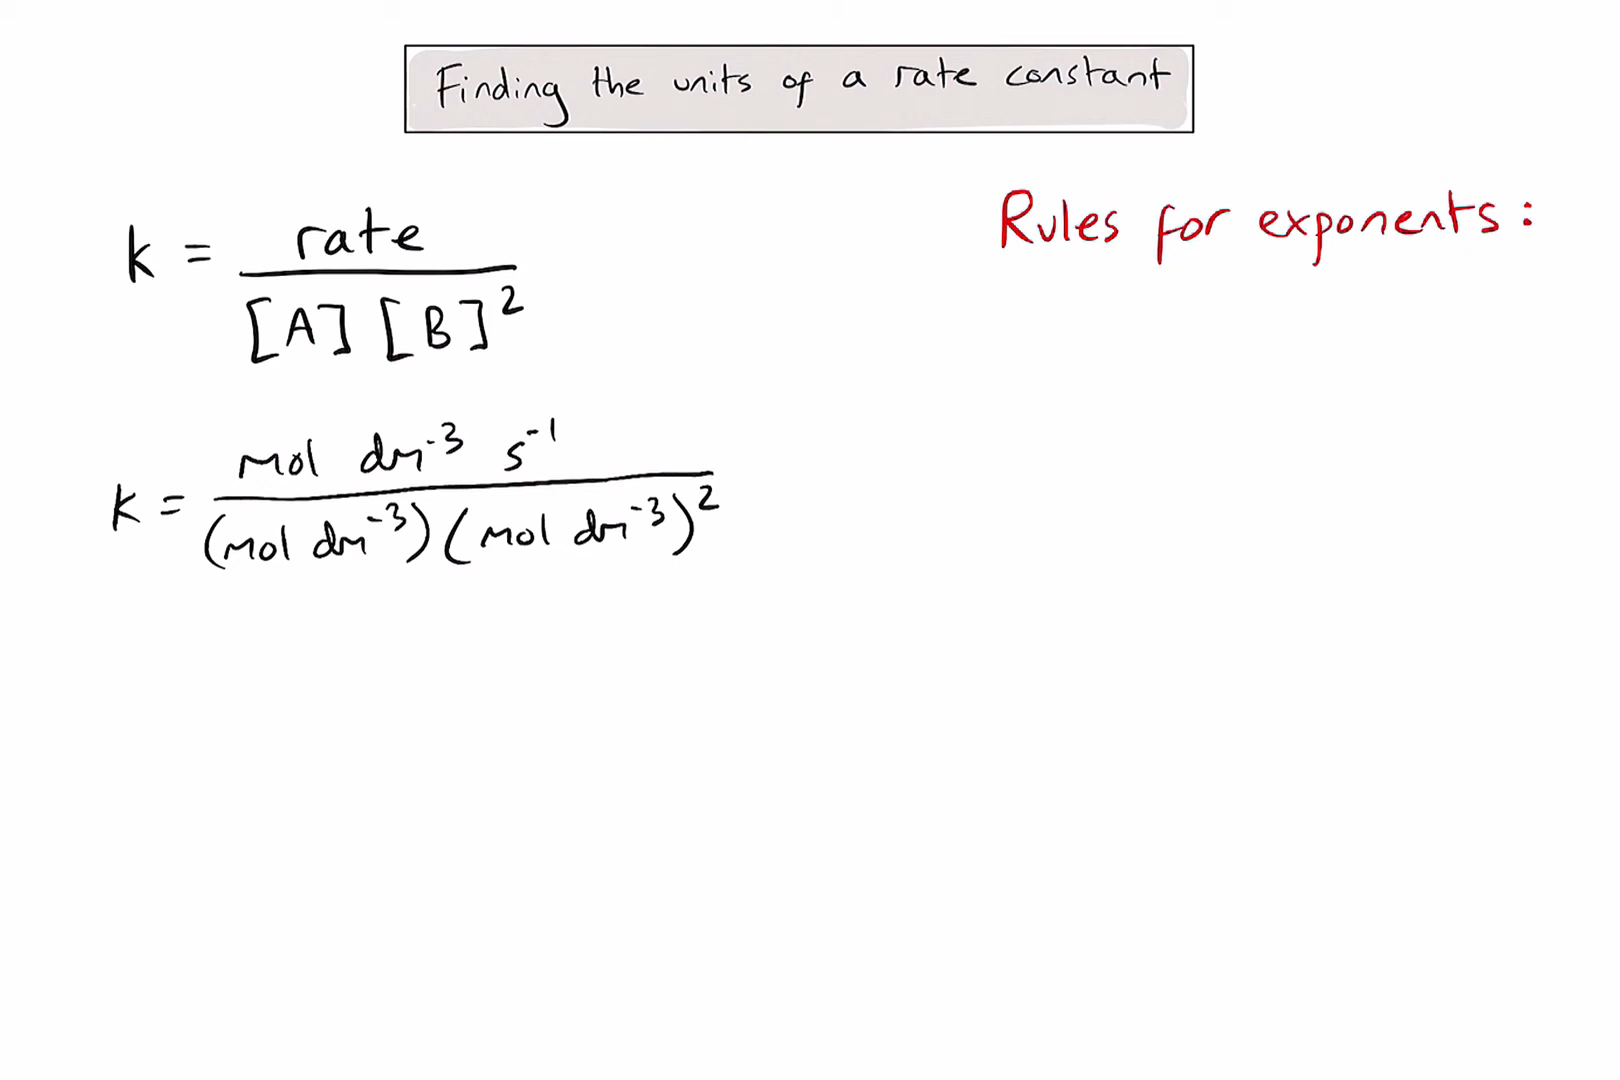 Finding the units of a rate constant
Rules for exponents:
k = rate / [A] [B]²
k = mol dm⁻³ s⁻¹ / (mol dm⁻³) (mol dm⁻³)²